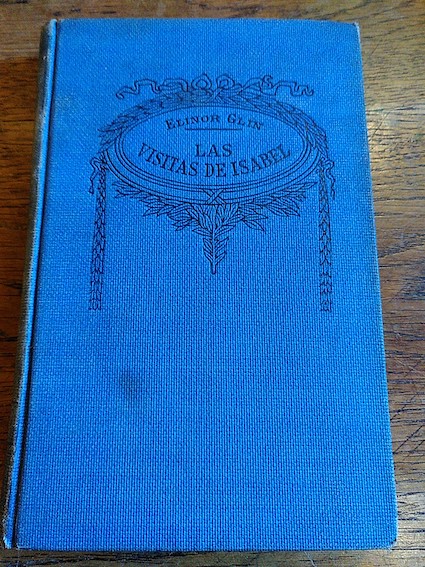 ELINOR GLIN
LAS
VISITAS DE ISABEL